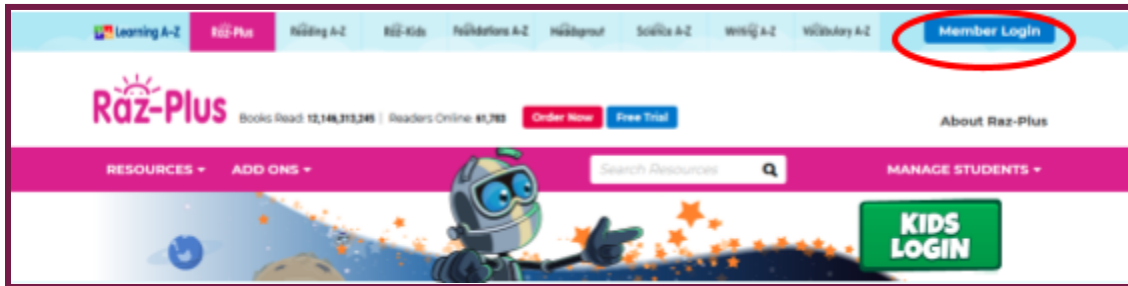 Learning A-Z Raz-Plus Reading A-Z Raz-Kids Foundations A-Z Headsprout Science A-Z Writing A-Z Vocabulary A-Z Member Login
Raz-Plus Books Read: 12,146,313,245 | Readers Online: 61,783 Order Now Free Trial About Raz-Plus
RESOURCES ADD ONS Search Resources MANAGE STUDENTS
KIDS
LOGIN